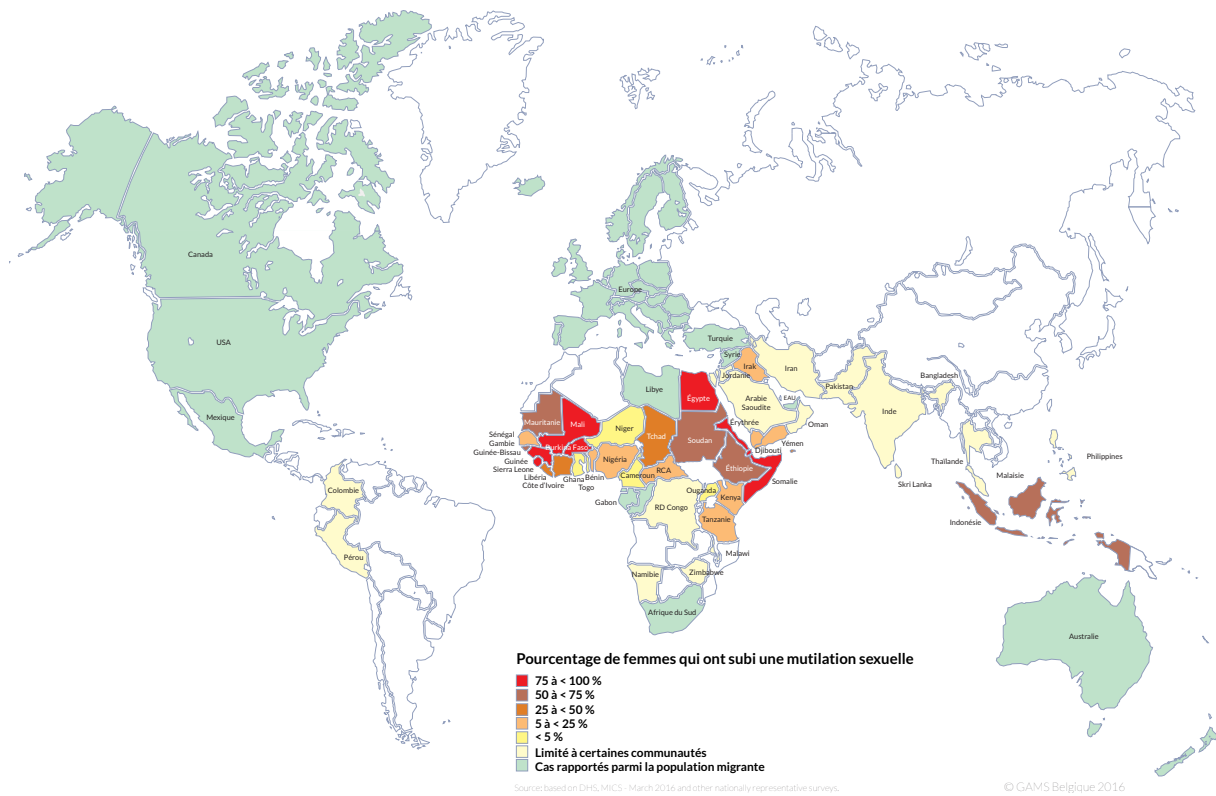 Canada
USA
Mexique
Colombie
Pérou
Europe
Turquie
Syrie
Irak
Jordanie
Iran
Pakistan
Arabie
Saoudite
EAU
Oman
Yémen
Inde
Bangladesh
Skri Lanka
Thaïlande
Malaisie
Philippines
Indonésie
Australie
Libye
Égypte
Mauritanie
Mali
Niger
Tchad
Soudan
Érythrée
Djibouti
Éthiopie
Somalie
Sénégal
Gambie
Guinée-Bissau
Guinée
Sierra Leone
Libéria
Côte d'Ivoire
Burkina Faso
Ghana
Togo
Bénin
Nigéria
Cameroun
RCA
Gabon
RD Congo
Ouganda
Kenya
Tanzanie
Malawi
Zimbabwe
Namibie
Afrique du Sud
Pourcentage de femmes qui ont subi une mutilation sexuelle
75 à < 100 %
50 à < 75 %
25 à < 50 %
5 à < 25 %
< 5 %
Limité à certaines communautés
Cas rapportés parmi la population migrante
Source: based on DHS, MICS - March 2016 and other nationally representative surveys.
© GAMS Belgique 2016